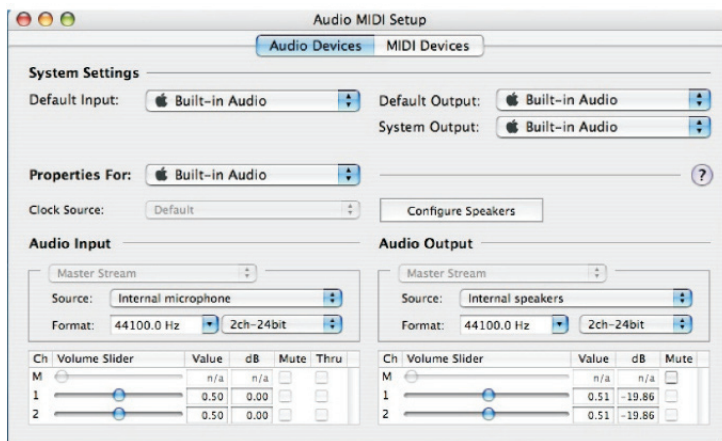 Audio MIDI Setup
Audio Devices MIDI Devices
System Settings
Default Input: Built-in Audio
Default Output: Built-in Audio
System Output: Built-in Audio
Properties For: Built-in Audio ?
Clock Source: Default
Configure Speakers
Audio Input
Master Stream
Source: Internal microphone
Format: 44100.0 Hz 2ch-24bit
Ch Volume Slider Value dB Mute Thru
M n/a n/a
1 0.50 0.00
2 0.50 0.00
Audio Output
Master Stream
Source: Internal speakers
Format: 44100.0 Hz 2ch-24bit
Ch Volume Slider Value dB Mute
M n/a n/a
1 0.51 -19.86
2 0.51 -19.86